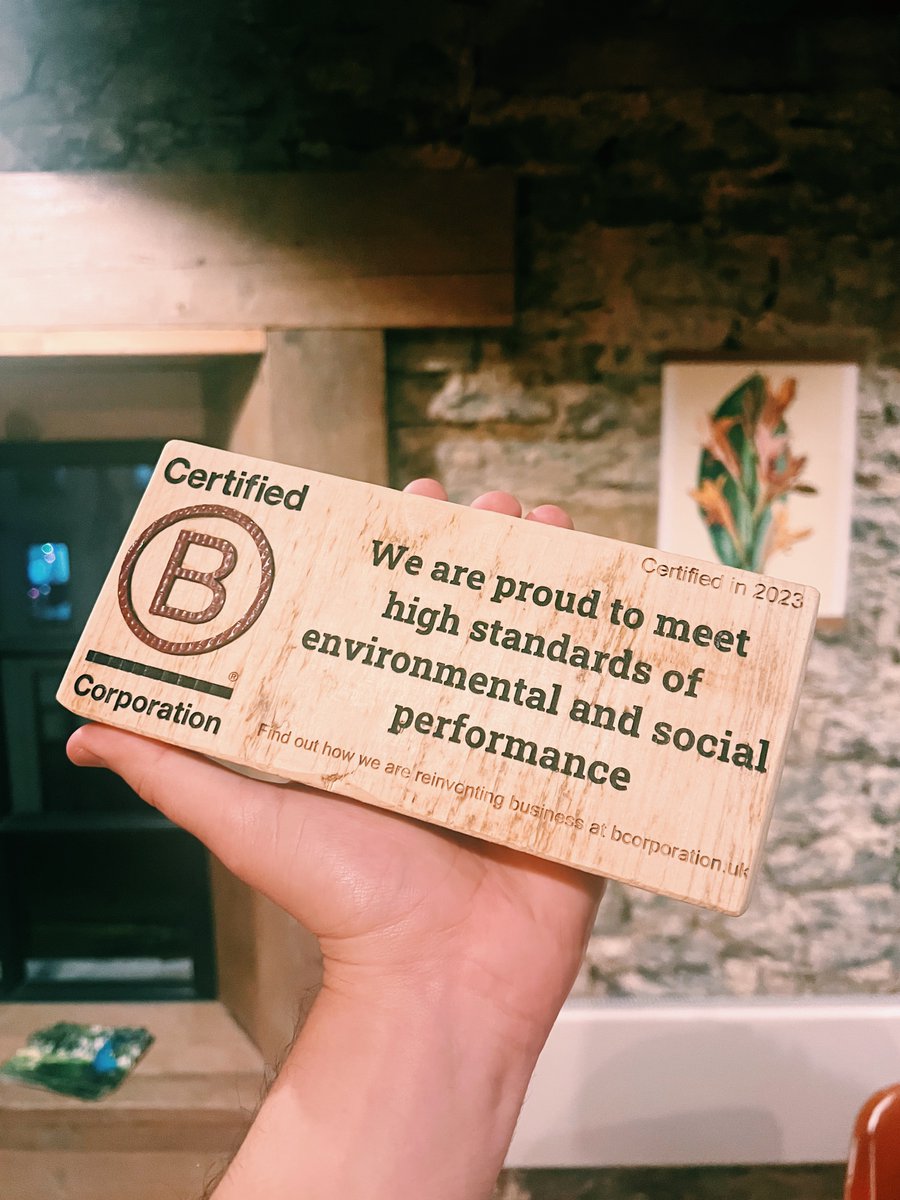 Certified
B
®
Corporation
Certified in 2023
We are proud to meet
high standards of
environmental and social
performance
Find out how we are reinventing business at bcorporation.uk